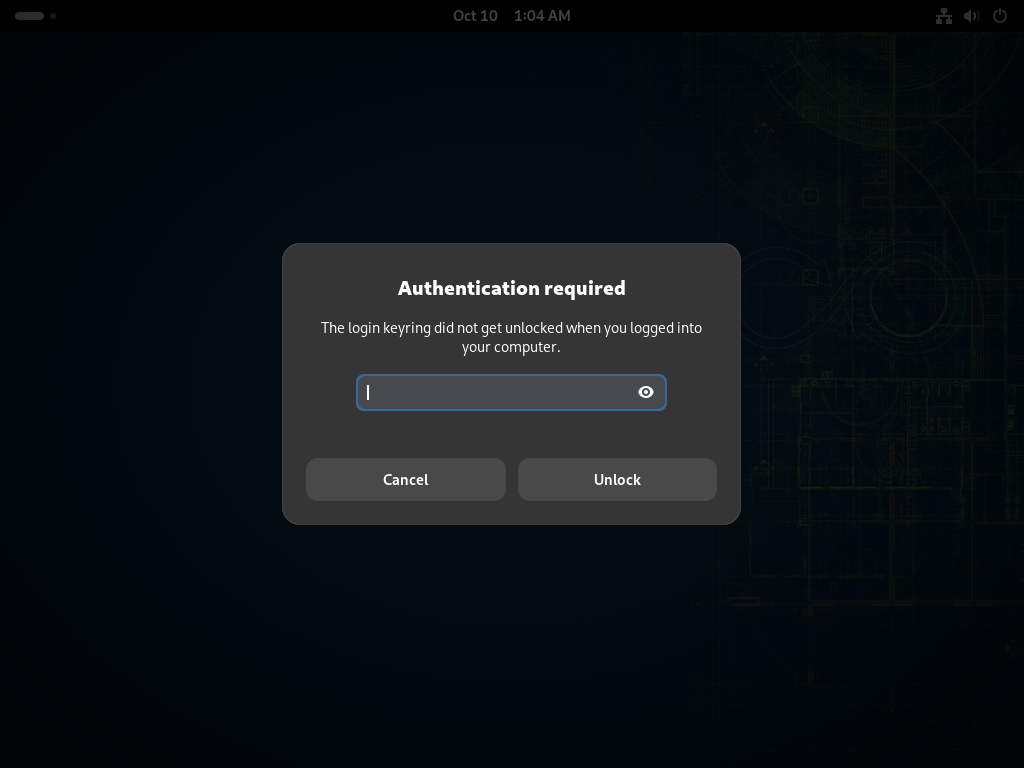 Oct 10 1:04 AM
Authentication required
The login keyring did not get unlocked when you logged into
your computer.
Cancel Unlock